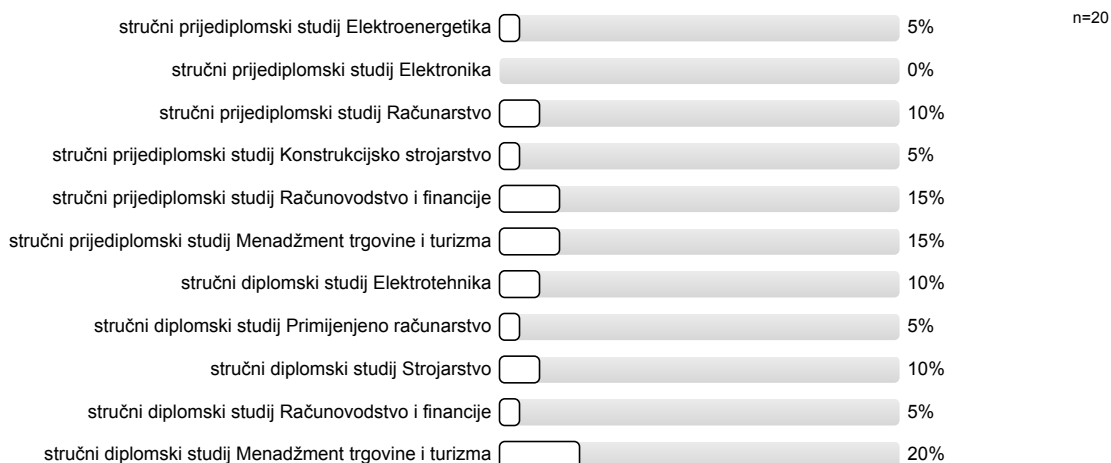 stručni prijediplomski studij Elektroenergetika 5% n=20
stručni prijediplomski studij Elektronika 0%
stručni prijediplomski studij Računarstvo 10%
stručni prijediplomski studij Konstrukcijsko strojarstvo 5%
stručni prijediplomski studij Računovodstvo i financije 15%
stručni prijediplomski studij Menadžment trgovine i turizma 15%
stručni diplomski studij Elektrotehnika 10%
stručni diplomski studij Primijenjeno računarstvo 5%
stručni diplomski studij Strojarstvo 10%
stručni diplomski studij Računovodstvo i financije 5%
stručni diplomski studij Menadžment trgovine i turizma 20%